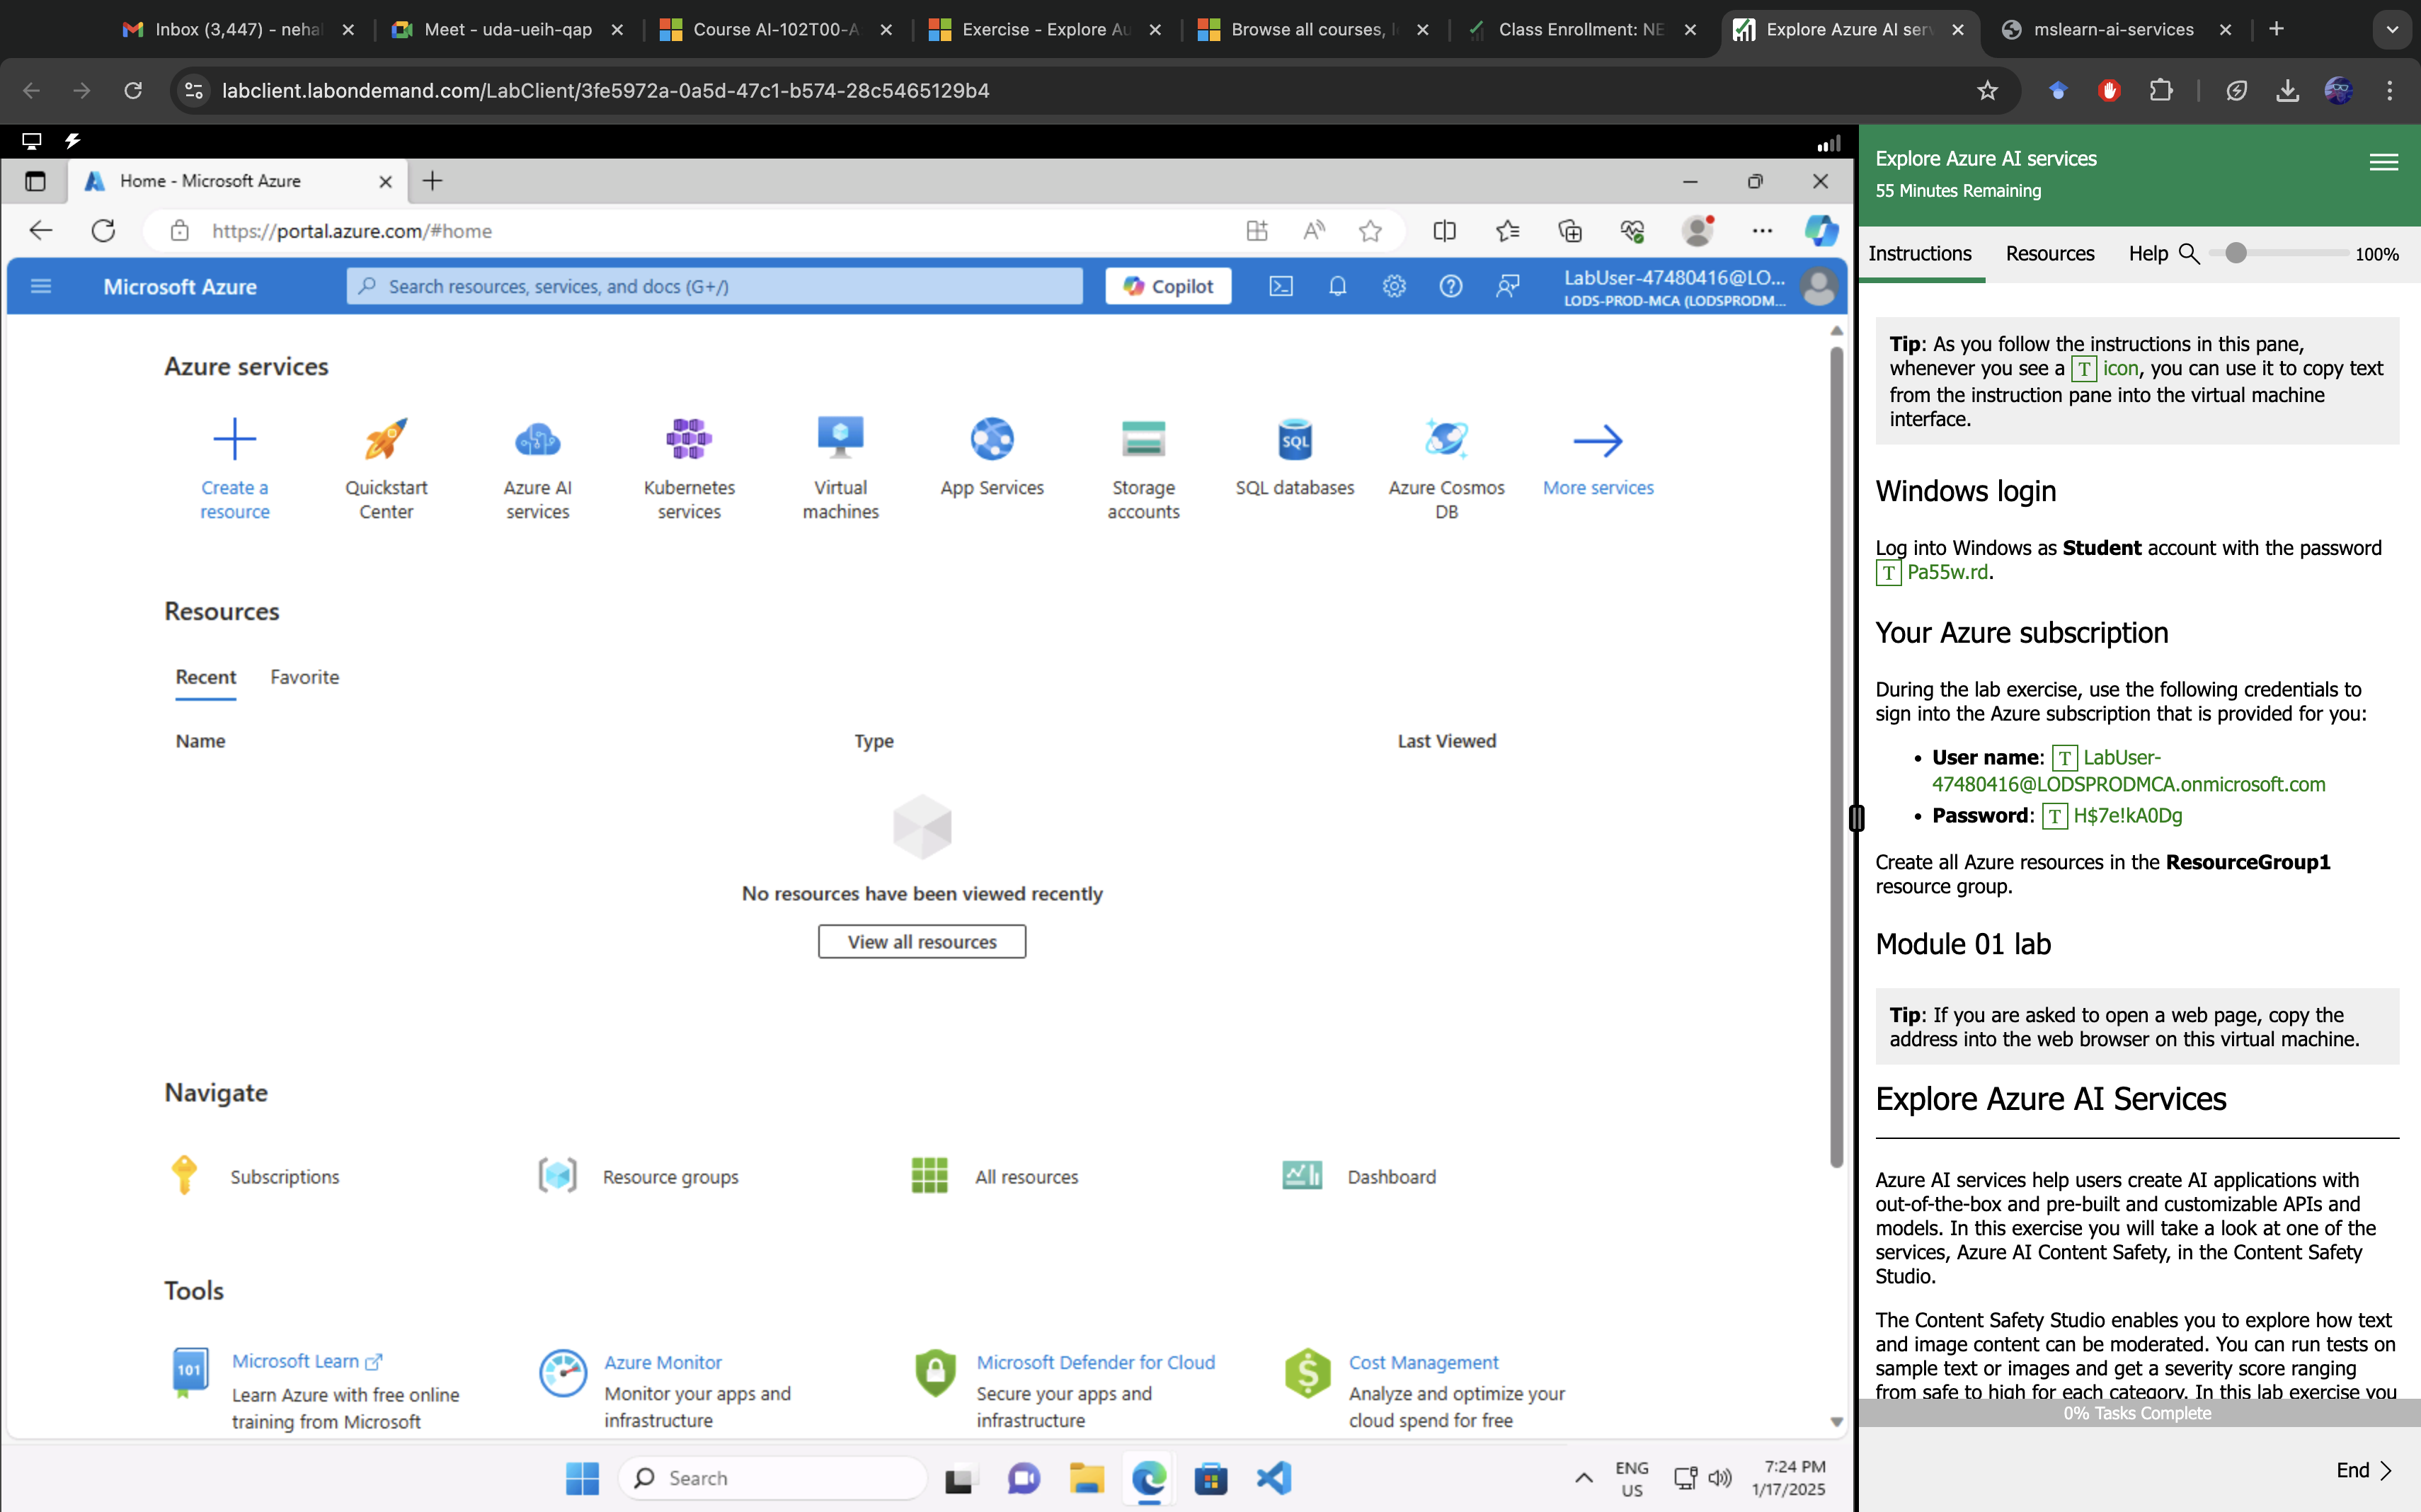 Inbox (3,447) - neha
Meet - uda-ueih-qap
Course AI-102T00-A
Exercise - Explore Au
Browse all courses, l
Class Enrollment: NE
Explore Azure AI serv
mslearn-ai-services
labclient.labondemand.com/LabClient/3fe5972a-0a5d-47c1-b574-28c5465129b4
Home - Microsoft Azure
https://portal.azure.com/#home
Microsoft Azure
Search resources, services, and docs (G+/)
Copilot
LabUser-47480416@LO...
LODS-PROD-MCA (LODSPRODM...
Azure services
Create a
resource
Quickstart
Center
Azure AI
services
Kubernetes
services
Virtual
machines
App Services
Storage
accounts
SQL
SQL databases
Azure Cosmos
DB
More services
Resources
Recent
Favorite
Name
Type
Last Viewed
No resources have been viewed recently
View all resources
Navigate
Subscriptions
Resource groups
All resources
Dashboard
Tools
101
Microsoft Learn
Learn Azure with free online
training from Microsoft
Azure Monitor
Monitor your apps and
infrastructure
Microsoft Defender for Cloud
Secure your apps and
infrastructure
Cost Management
Analyze and optimize your
cloud spend for free
Search
ENG
US
7:24 PM
1/17/2025
Explore Azure AI services
55 Minutes Remaining
Instructions
Resources
Help
100%
Tip: As you follow the instructions in this pane,
whenever you see a T icon, you can use it to copy text
from the instruction pane into the virtual machine
interface.
Windows login
Log into Windows as Student account with the password
T Pa55w.rd.
Your Azure subscription
During the lab exercise, use the following credentials to
sign into the Azure subscription that is provided for you:
• User name: T LabUser-
47480416@LODSPRODMCA.onmicrosoft.com
• Password: T H$7e!kA0Dg
Create all Azure resources in the ResourceGroup1
resource group.
Module 01 lab
Tip: If you are asked to open a web page, copy the
address into the web browser on this virtual machine.
Explore Azure AI Services
Azure AI services help users create AI applications with
out-of-the-box and pre-built and customizable APIs and
models. In this exercise you will take a look at one of the
services, Azure AI Content Safety, in the Content Safety
Studio.
The Content Safety Studio enables you to explore how text
and image content can be moderated. You can run tests on
sample text or images and get a severity score ranging
from safe to high for each category. In this lab exercise you
0% Tasks Complete
End